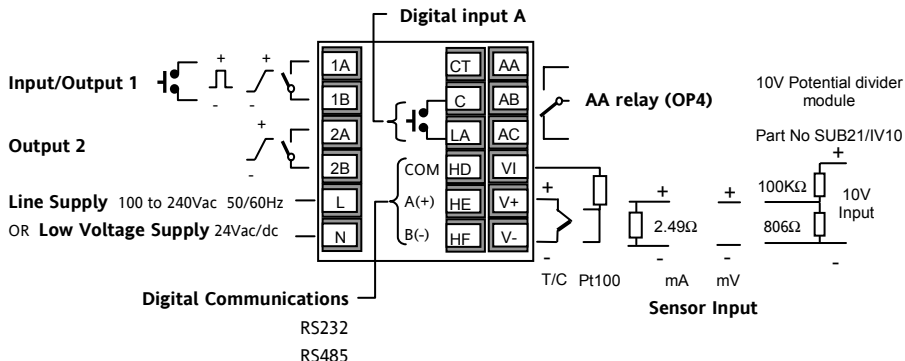 Digital input A
Input/Output 1
+
-
+
-
Output 2
+
-
Line Supply 100 to 240Vac 50/60Hz
OR Low Voltage Supply 24Vac/dc
1A
1B
2A
2B
L
N
CT
C
LA
COM HD
A(+) HE
B(-) HF
AA
AB
AC
VI
V+
V-
AA relay (OP4)
10V Potential divider
module
Part No SUB21/IV10
+
-
T/C
Pt100
+
2.49Ω
-
mA
+
-
mV
+
100KΩ
806Ω
10V
Input
-
Sensor Input
Digital Communications
RS232
RS485